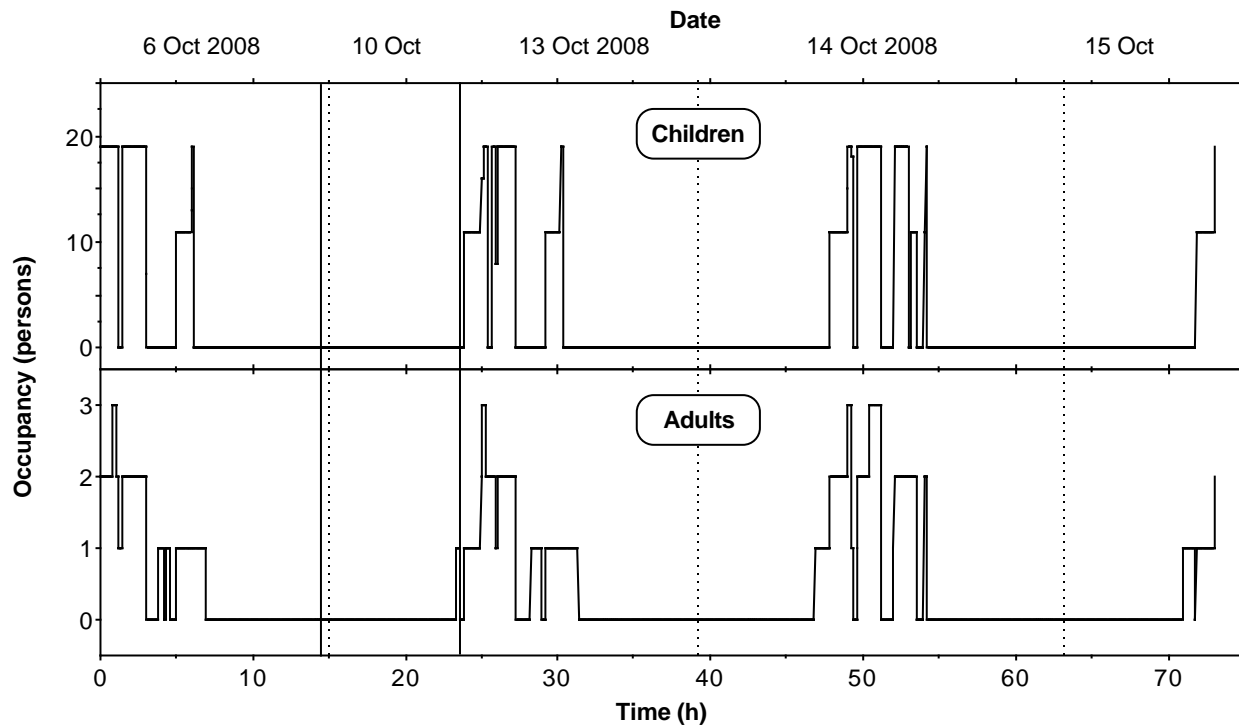 Date
6 Oct 2008 10 Oct 13 Oct 2008 14 Oct 2008 15 Oct
Children
20
10
0
Occupancy (persons)
Adults
3
2
1
0
0 10 20 30 40 50 60 70
Time (h)